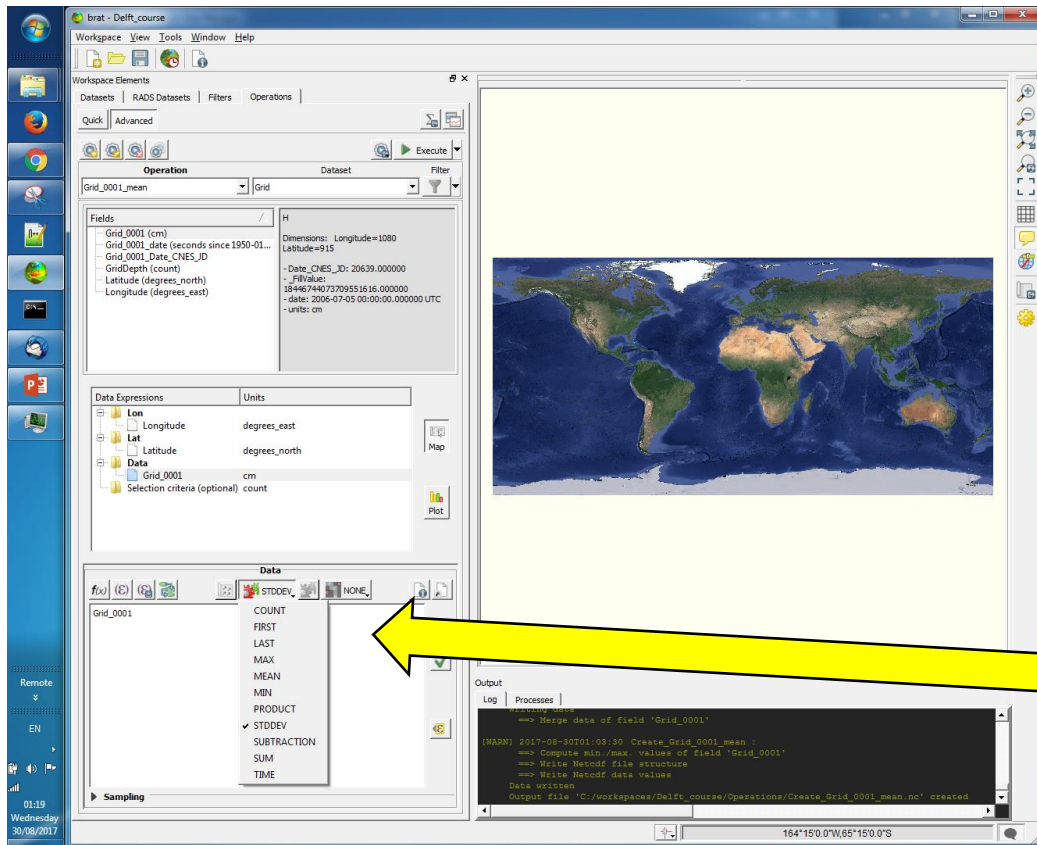 brat - Delft_course
Workspace View Tools Window Help
Workspace Elements
Datasets RADS Datasets Filters Operations
Quick Advanced
Execute
Operation Dataset Filter
Grid_0001_mean Grid
Fields
Grid_0001 (cm)
Grid_0001_date (seconds since 1950-01...
Grid_0001_Date_CNES_JD
GridDepth (count)
Latitude (degrees_north)
Longitude (degrees_east)
H
Dimensions: Longitude=1080
Latitude=915
- Date_CNES_JD: 20639.000000
- _FillValue:
18446744073709551616.000000
- date: 2006-07-05 00:00:00.000000 UTC
- units: cm
Data Expressions Units
Lon
Longitude degrees_east
Lat
Latitude degrees_north
Data
Grid_0001 cm
Selection criteria (optional) count
Map
Plot
Data
f(x) (Ɛ) STDDEV NONE
Grid_0001
COUNT
FIRST
LAST
MAX
MEAN
MIN
PRODUCT
✓ STDDEV
SUBTRACTION
SUM
TIME
Sampling
Output
Log Processes
Writing data
==> Merge data of field 'Grid_0001'
[WARN] 2017-08-30T01:03:30 Create_Grid_0001_mean :
==> Compute min./max. values of field 'Grid_0001'
==> Write Netcdf file structure
==> Write Netcdf data values
Data written
Output file 'C:/workspaces/Delft_course/Operations/Create_Grid_0001_mean.nc' created
164°15'0.0"W,65°15'0.0"S
Remote
EN
01:19
Wednesday
30/08/2017